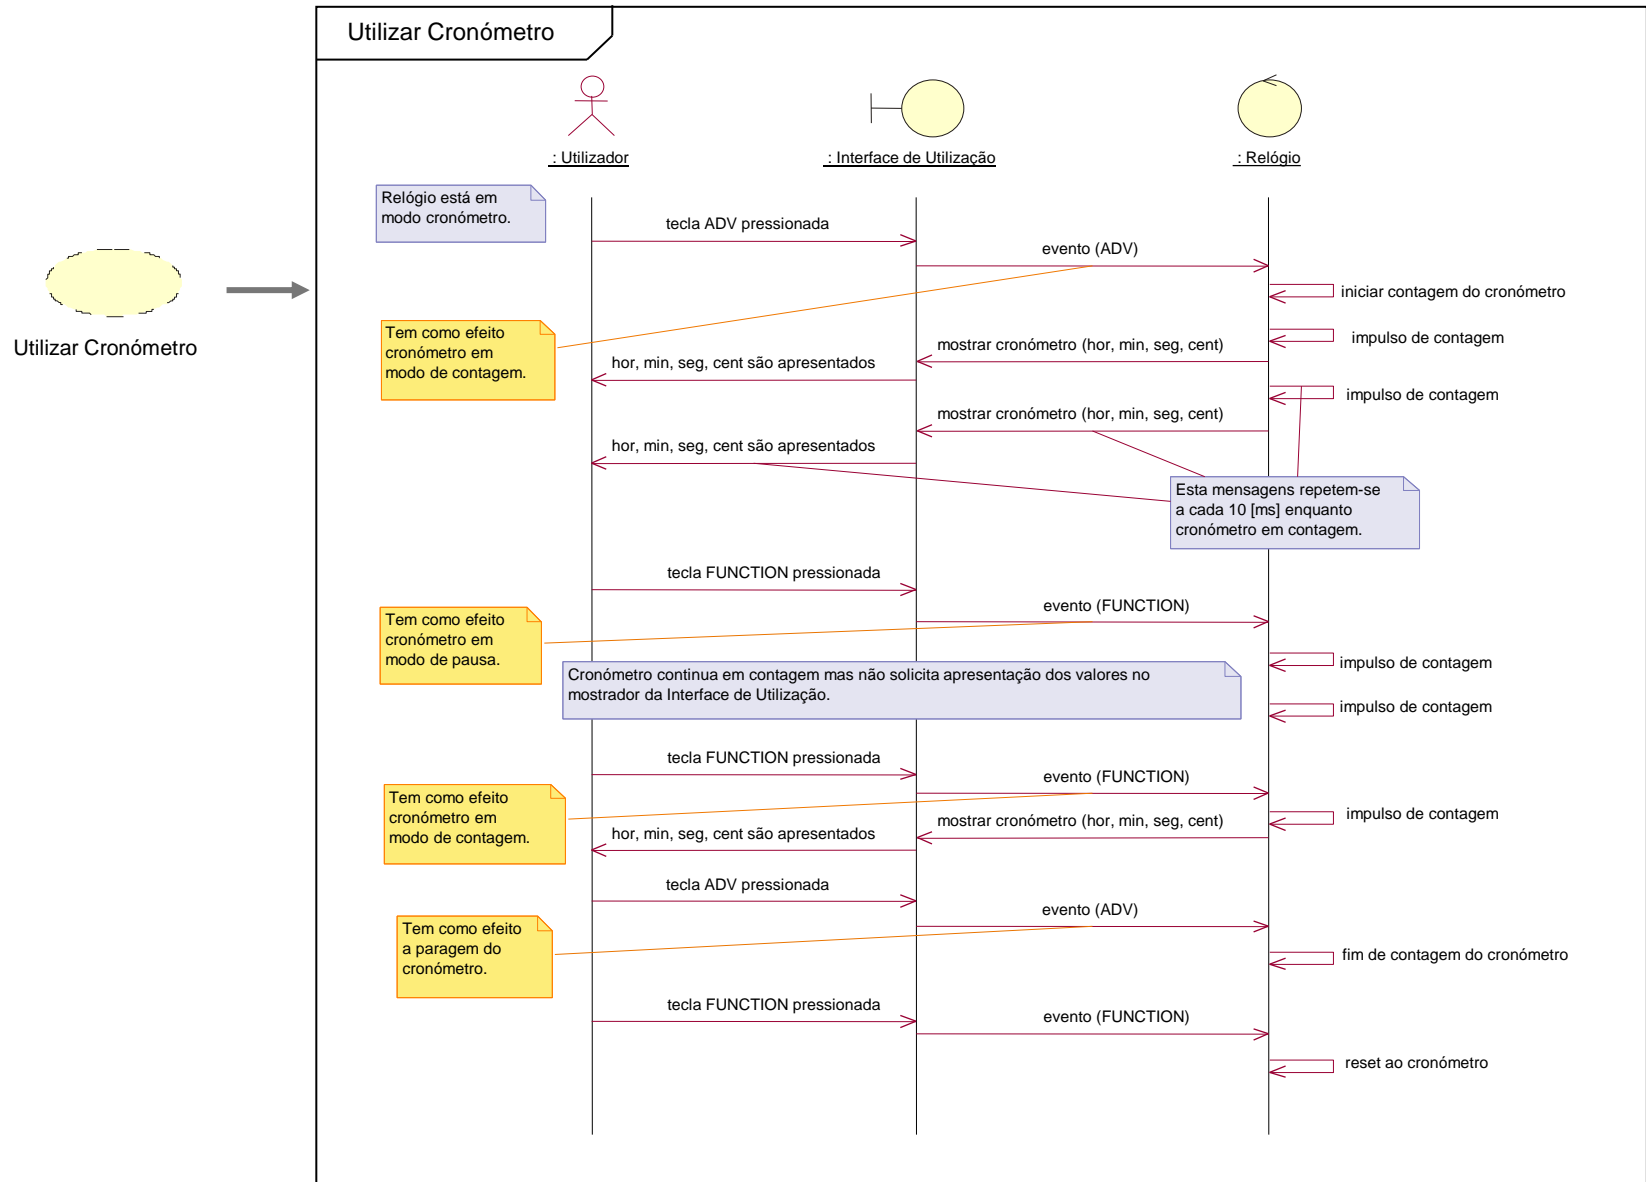 Utilizar Cronómetro
: Utilizador
: Interface de Utilização
: Relógio
Relógio está em
modo cronómetro.
tecla ADV pressionada
evento (ADV)
iniciar contagem do cronómetro
Utilizar Cronómetro
Tem como efeito
cronómetro em
modo de contagem.
impulso de contagem
mostrar cronómetro (hor, min, seg, cent)
hor, min, seg, cent são apresentados
impulso de contagem
mostrar cronómetro (hor, min, seg, cent)
hor, min, seg, cent são apresentados
Esta mensagens repetem-se
a cada 10 [ms] enquanto
cronómetro em contagem.
tecla FUNCTION pressionada
evento (FUNCTION)
Tem como efeito
cronómetro em
modo de pausa.
impulso de contagem
Cronómetro continua em contagem mas não solicita apresentação dos valores no
mostrador da Interface de Utilização.
impulso de contagem
tecla FUNCTION pressionada
evento (FUNCTION)
Tem como efeito
cronómetro em
modo de contagem.
impulso de contagem
mostrar cronómetro (hor, min, seg, cent)
hor, min, seg, cent são apresentados
tecla ADV pressionada
evento (ADV)
Tem como efeito
a paragem do
cronómetro.
fim de contagem do cronómetro
tecla FUNCTION pressionada
evento (FUNCTION)
reset ao cronómetro